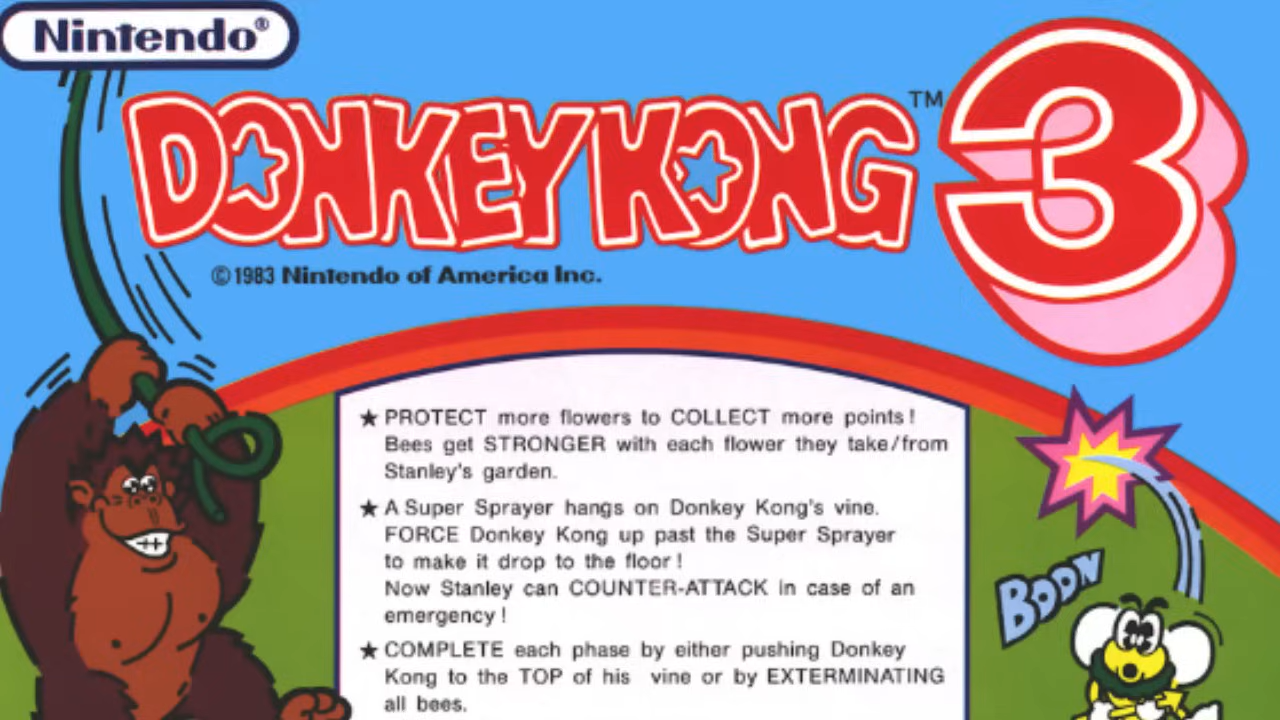 Nintendo®
DONKEY KONG™ 3
©1983 Nintendo of America Inc.
★ PROTECT more flowers to COLLECT more points!
Bees get STRONGER with each flower they take/from
Stanley's garden.
★ A Super Sprayer hangs on Donkey Kong's vine.
FORCE Donkey Kong up past the Super Sprayer
to make it drop to the floor!
Now Stanley can COUNTER-ATTACK in case of an
emergency!
★ COMPLETE each phase by either pushing Donkey
Kong to the TOP of his vine or by EXTERMINATING
all bees.
BOON